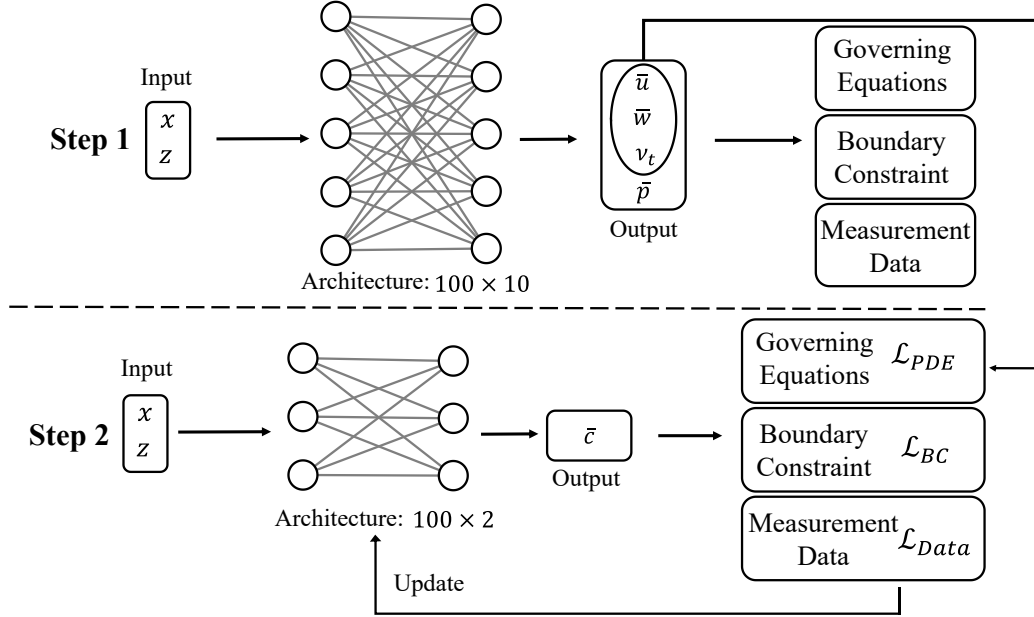 Input
Step 1
x
z
Architecture: 100 × 10
u̅
w̅
νₜ
p̅
Output
Governing
Equations
Boundary
Constraint
Measurement
Data
Input
Step 2
x
z
Architecture: 100 × 2
c̅
Output
Governing
Equations ℒ_PDE
Boundary
Constraint ℒ_BC
Measurement
Data ℒ_Data
Update